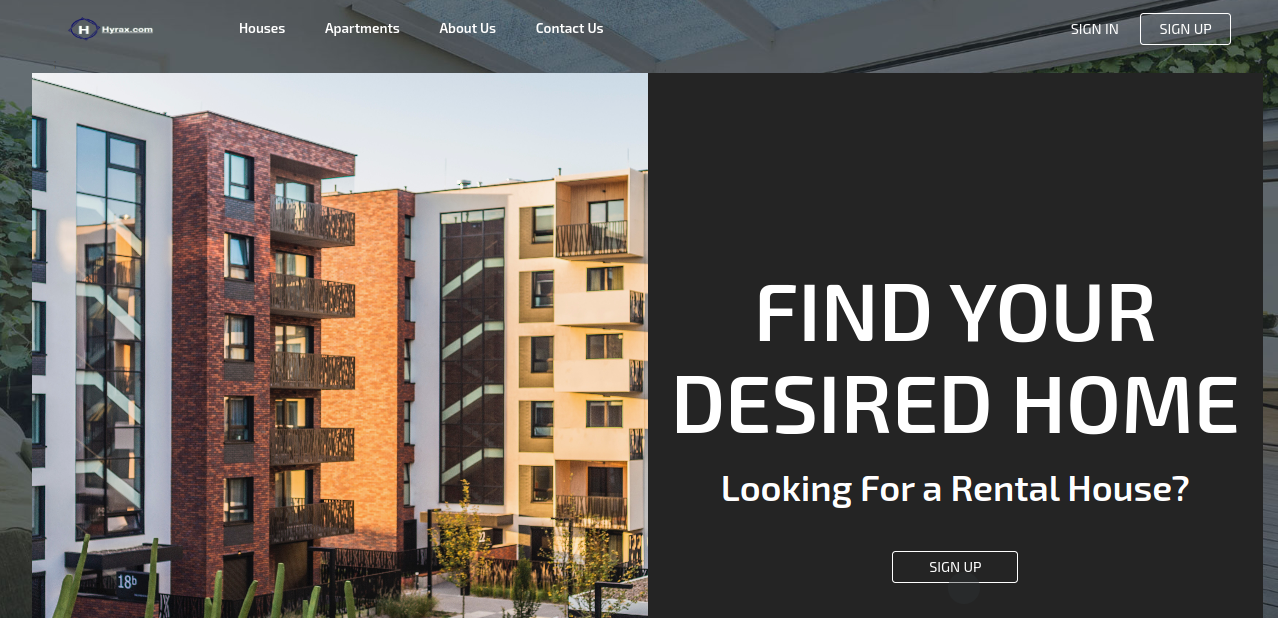 H Hyrax.com
Houses Apartments About Us Contact Us SIGN IN SIGN UP
FIND YOUR
DESIRED HOME
Looking For a Rental House?
SIGN UP
18b